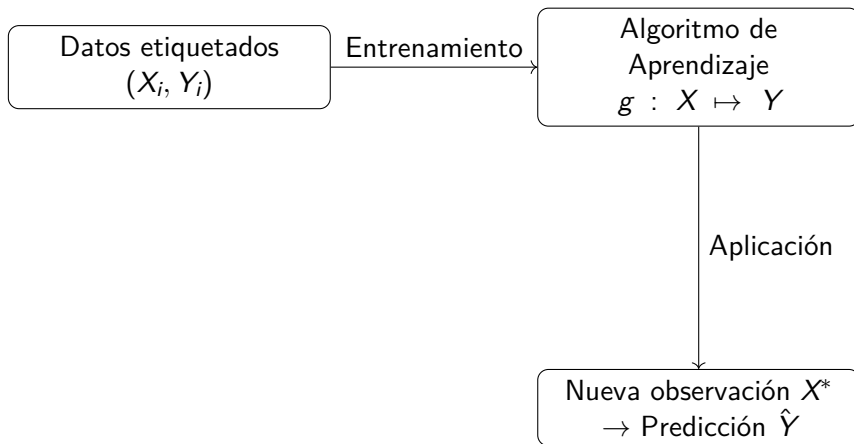 Datos etiquetados
(Xᵢ, Yᵢ)
Entrenamiento
Algoritmo de
Aprendizaje
g : X ↦ Y
Aplicación
Nueva observación X*
→ Predicción Ŷ